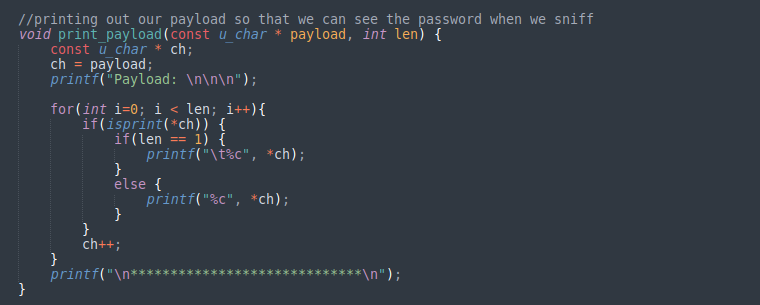 //printing out our payload so that we can see the password when we sniff
void print_payload(const u_char * payload, int len) {
    const u_char * ch;
    ch = payload;
    printf("Payload: \n\n\n");

    for(int i=0; i < len; i++){
        if(isprint(*ch)) {
            if(len == 1) {
                printf("\t%c", *ch);
            }
            else {
                printf("%c", *ch);
            }
        }
        ch++;
    }
    printf("\n*****************************\n");
}